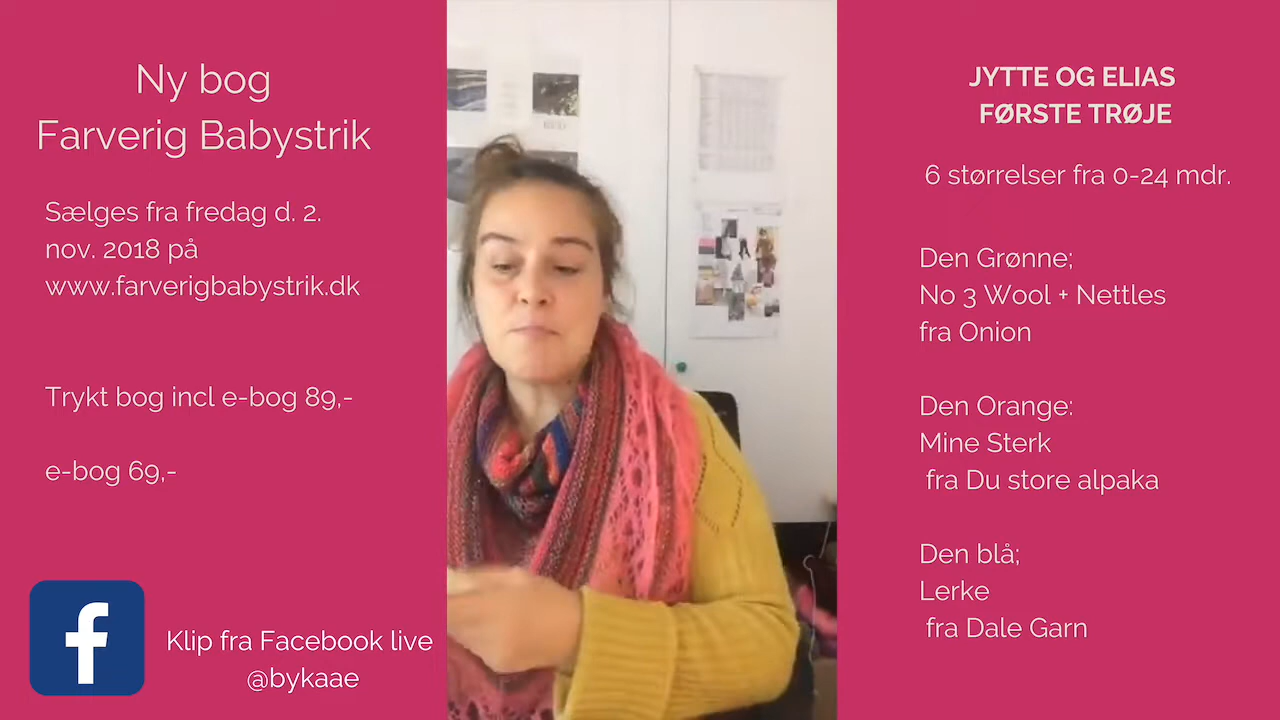 Ny bog
Farverig Babystrik
Sælges fra fredag d. 2.
nov. 2018 på
www.farverigbabystrik.dk
Trykt bog incl e-bog 89,-
e-bog 69,-
f
Klip fra Facebook live
@bykaae
JYTTE OG ELIAS
FØRSTE TRØJE
6 størrelser fra 0-24 mdr.
Den Grønne;
No 3 Wool + Nettles
fra Onion
Den Orange:
Mine Sterk
fra Du store alpaka
Den blå;
Lerke
fra Dale Garn